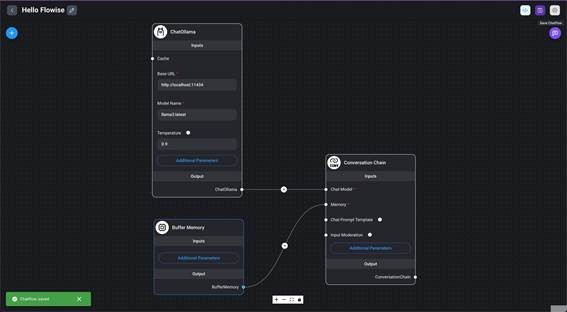 Hello Flowise
Save Chatflow
ChatOllama
Inputs
Cache
Base URL *
http://localhost:11434
Model Name *
llama3:latest
Temperature
0.9
Additional Parameters
Output
ChatOllama
Buffer Memory
Inputs
Additional Parameters
Output
BufferMemory
Conversation Chain
Inputs
Chat Model *
Memory *
Chat Prompt Template
Input Moderation
Additional Parameters
Output
ConversationChain
Chatflow saved